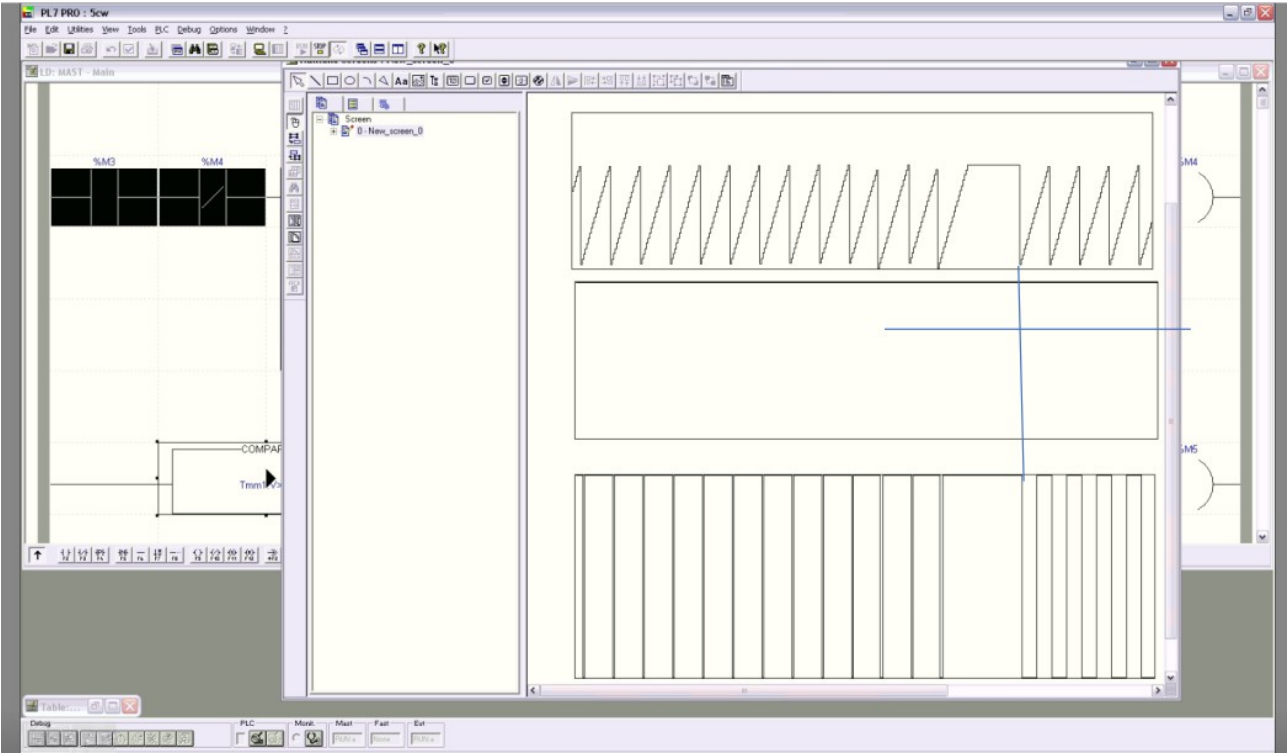 PL7 PRO : 5cw
File Edit Utilities View Tools PLC Debug Options Window ?
LD: MAST - Main
Screen
0 - New_screen_0
%M3 %M4
%M4
COMPAR
%M5
Table:...
Debug PLC Monit. Mast Fast Evt